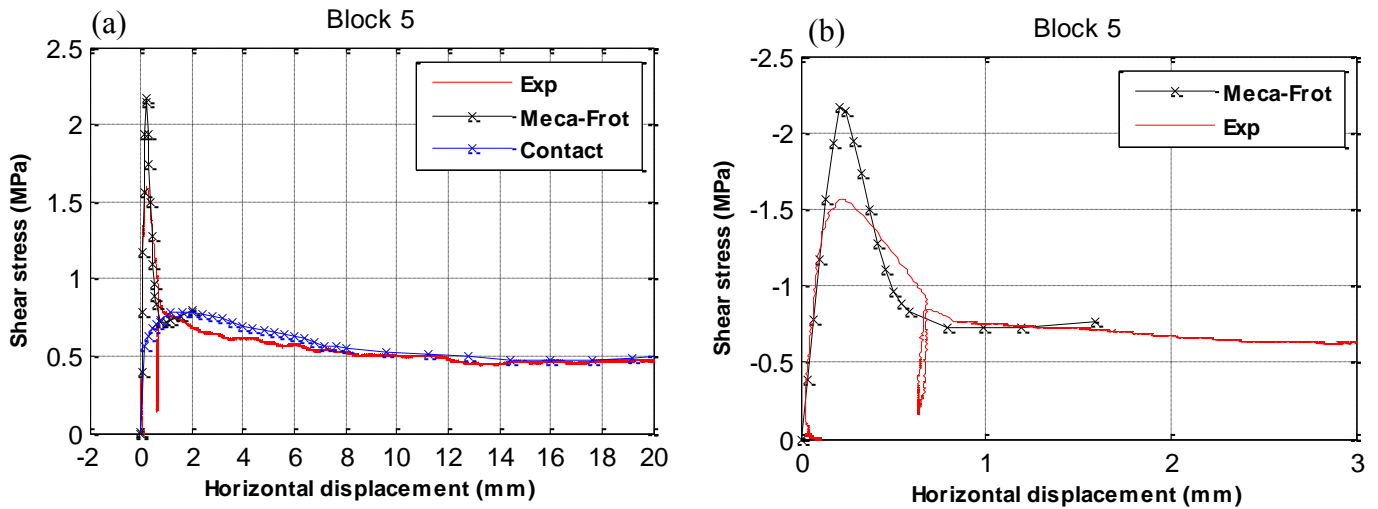 (a)
Block 5
2.5
2
1.5
1
0.5
0
Shear stress (MPa)
Exp
Meca-Frot
Contact
-2 0 2 4 6 8 10 12 14 16 18 20
Horizontal displacement (mm)
(b)
Block 5
-2.5
-2
-1.5
-1
-0.5
0
Shear stress (MPa)
Meca-Frot
Exp
0 1 2 3
Horizontal displacement (mm)